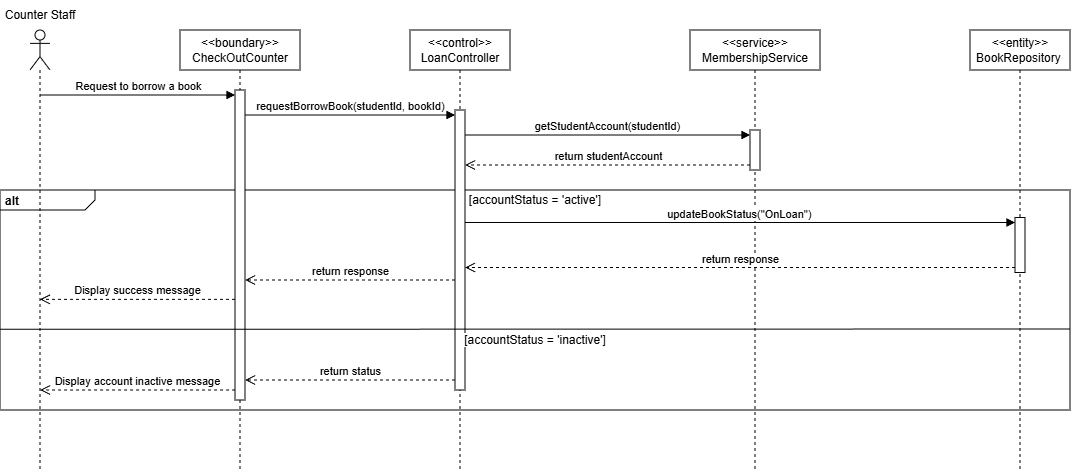 Counter Staff
<<boundary>>
CheckOutCounter
<<control>>
LoanController
<<service>>
MembershipService
<<entity>>
BookRepository
Request to borrow a book
requestBorrowBook(studentId, bookId)
getStudentAccount(studentId)
return studentAccount
alt
[accountStatus = 'active']
updateBookStatus("OnLoan")
return response
return response
Display success message
[accountStatus = 'inactive']
return status
Display account inactive message